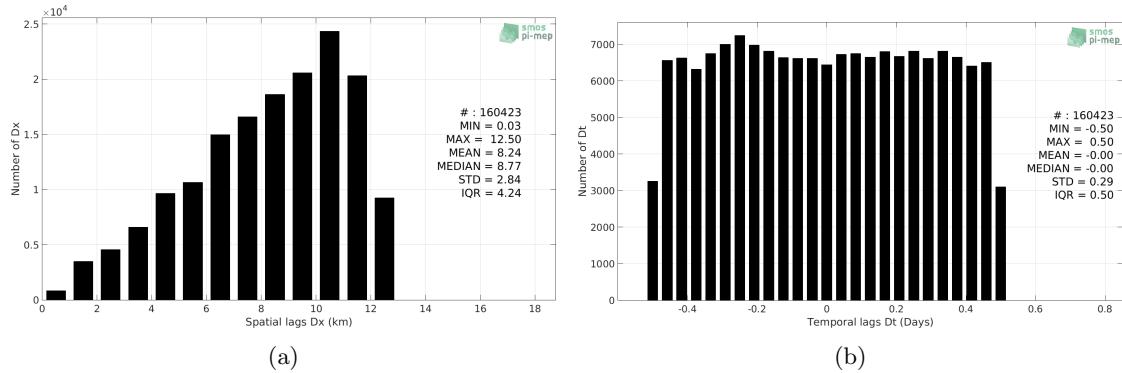 ×10⁴
2.5
2
1.5
1
0.5
0
Number of Dx
0 2 4 6 8 10 12 14 16 18
Spatial lags Dx (km)
smos
pi-mep
# : 160423
MIN = 0.03
MAX = 12.50
MEAN = 8.24
MEDIAN = 8.77
STD = 2.84
IQR = 4.24
(a)
7000
6000
5000
4000
3000
2000
1000
0
Number of Dt
-0.4 -0.2 0 0.2 0.4 0.6 0.8
Temporal lags Dt (Days)
smos
pi-mep
# : 160423
MIN = -0.50
MAX = 0.50
MEAN = -0.00
MEDIAN = -0.00
STD = 0.29
IQR = 0.50
(b)